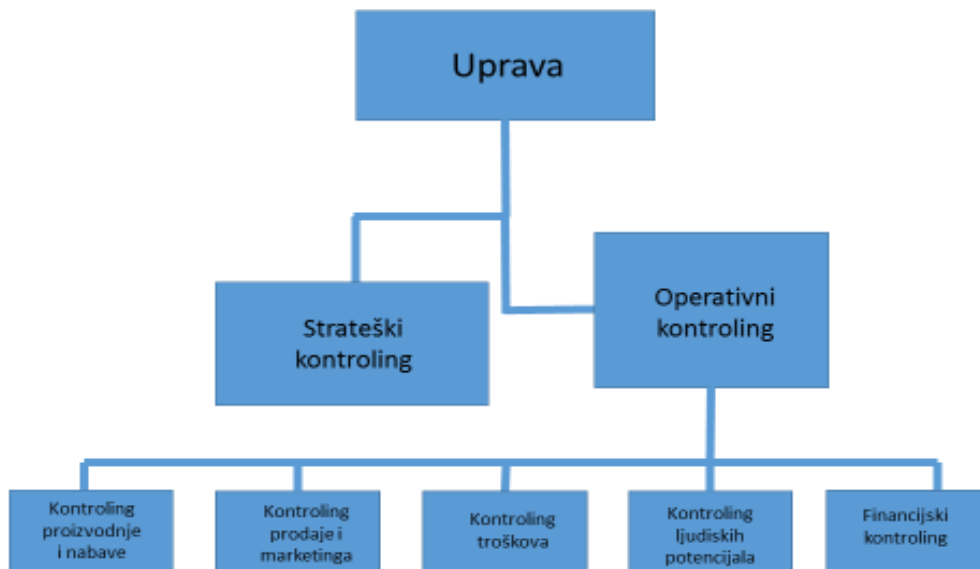 Uprava
Strateški
kontroling
Operativni
kontroling
Kontroling
proizvodnje
i nabave
Kontroling
prodaje i
marketinga
Kontroling
troškova
Kontroling
ljudiskih
potencijala
Financijski
kontroling